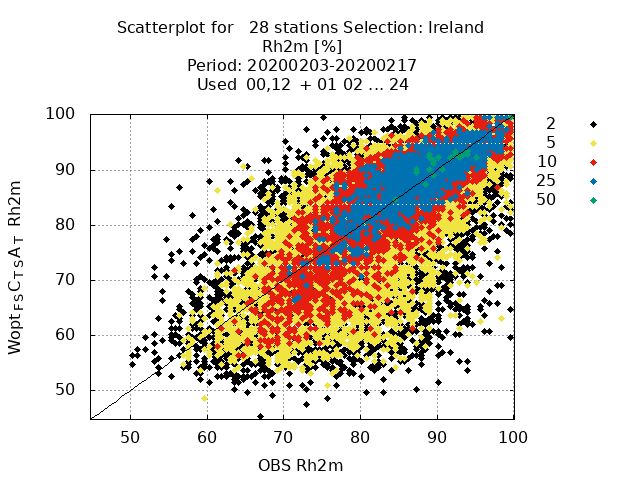 Scatterplot for   28 stations Selection: Ireland
Rh2m [%]
Period: 20200203-20200217
Used  00,12  + 01 02 ... 24
100
90
80
70
60
50
50
60
70
80
90
100
OBS Rh2m
Wopt_FS C_TS A_T Rh2m
2
5
10
25
50